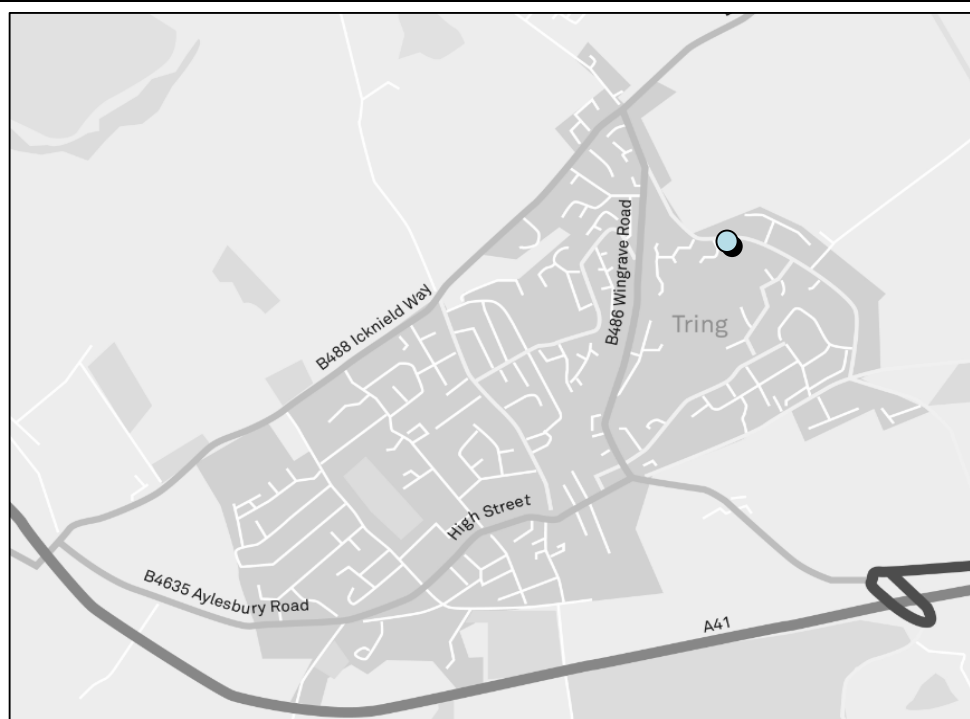 B486 Wingrave Road
B488 Icknield Way
Tring
High Street
B4635 Aylesbury Road
A41